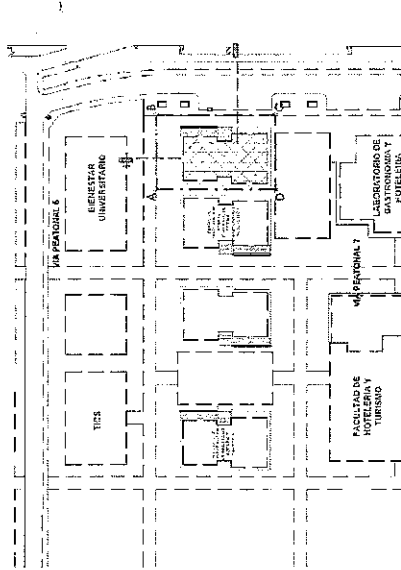 VIA PEATONAL 6
BIENESTAR
UNIVERSITARIO
B
C
A
D
TICS
LABORATORIO DE
GASTRONOMIA Y
HOTELERIA
VIA PEATONAL 7
FACULTAD DE
HOTELERIA Y
TURISMO